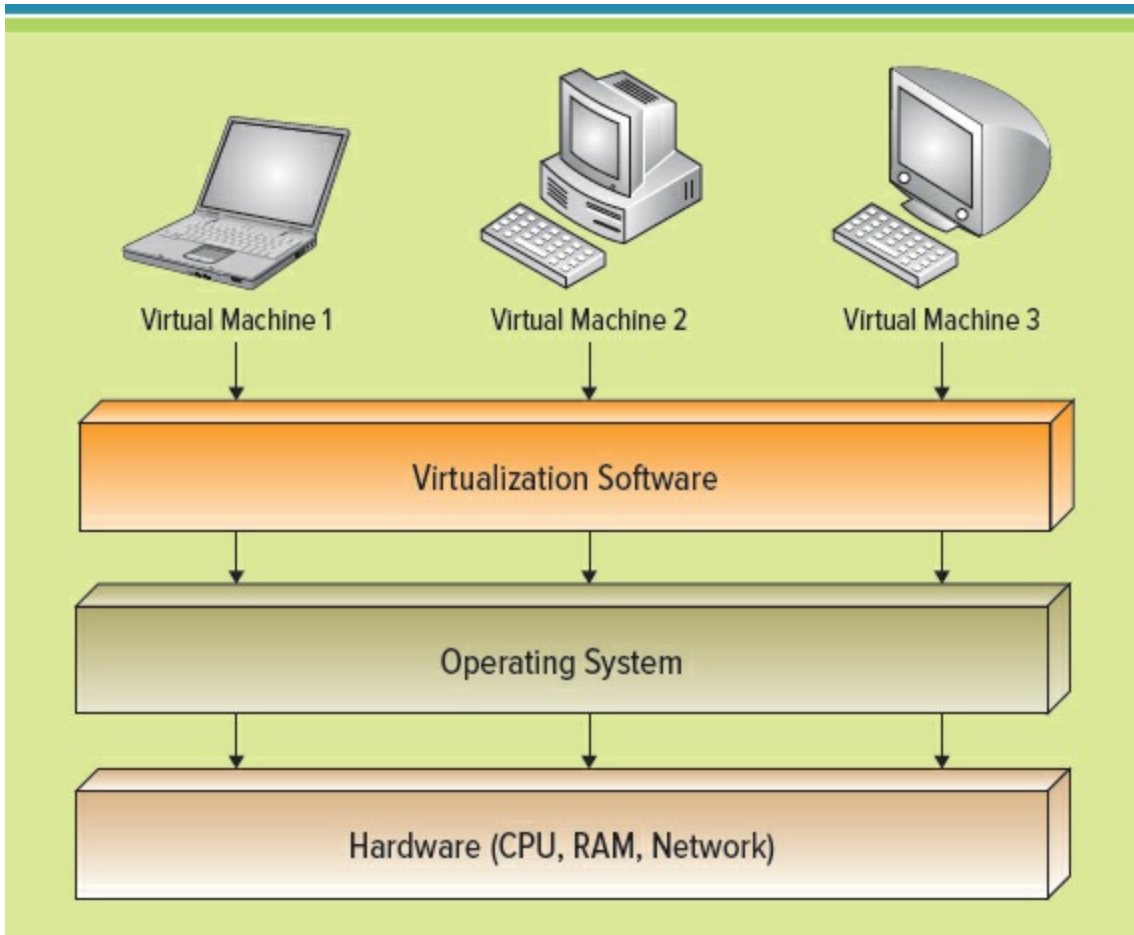 Virtual Machine 1
Virtual Machine 2
Virtual Machine 3
Virtualization Software
Operating System
Hardware (CPU, RAM, Network)